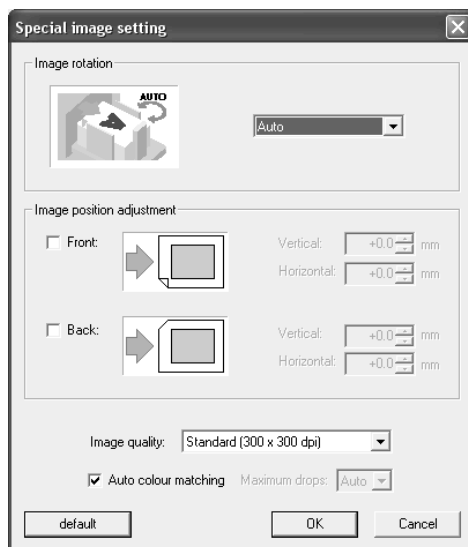 Special image setting
Image rotation
AUTO
Auto
Image position adjustment
Front:
Vertical: +0.0 mm
Horizontal: +0.0 mm
Back:
Vertical: +0.0 mm
Horizontal: +0.0 mm
Image quality: Standard (300 x 300 dpi)
Auto colour matching Maximum drops: Auto
default OK Cancel